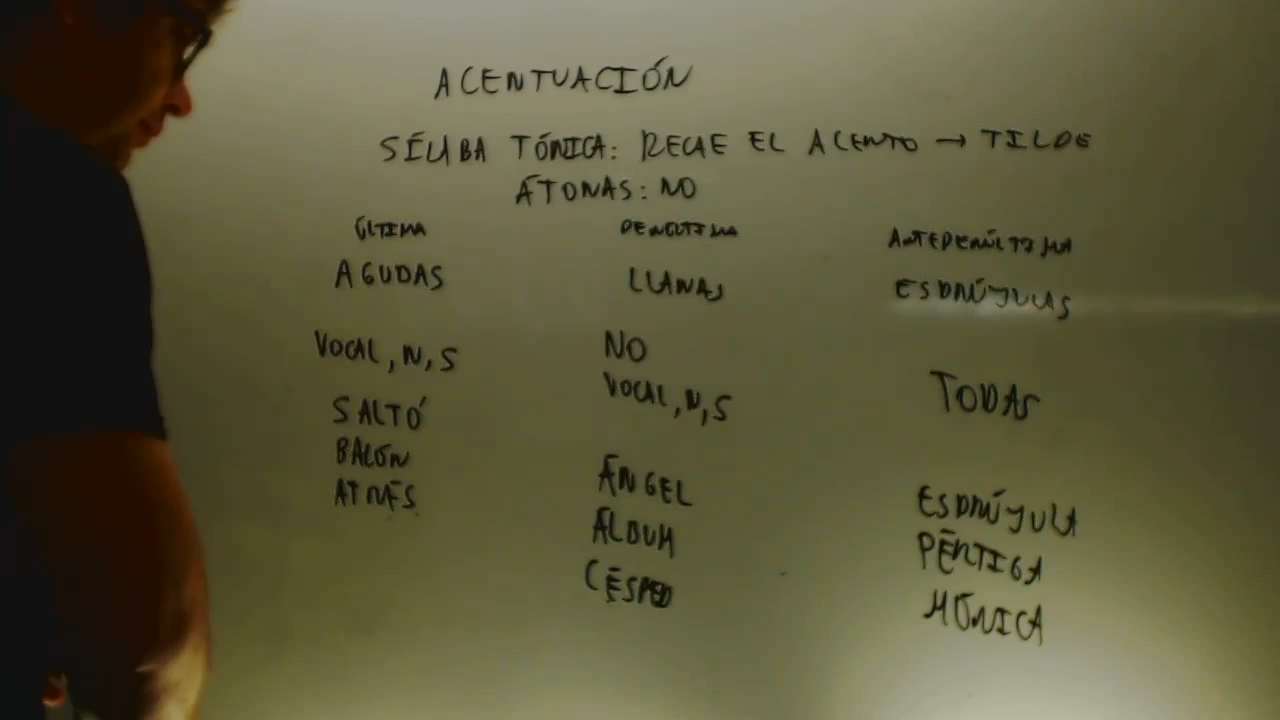 ACENTUACIÓN
SÍLABA TÓNICA: RECAE EL ACENTO → TILDE
ÁTONAS: NO
ÚLTIMA PENÚLTIMA ANTEPENÚLTIMA
AGUDAS LLANAS ESDRÚJULAS
VOCAL, N, S NO VOCAL, N, S TODAS
SALTÓ
BALÓN
ATRÁS
ÁNGEL
ÁLBUM
CÉSPED
ESDRÚJULA
PÉRTIGA
MÓNICA